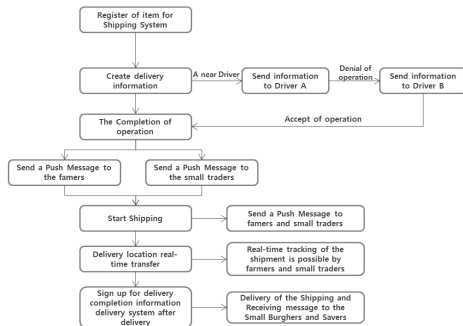 Register of item for
Shipping System
Create delivery
information
A near Driver
Send information
to Driver A
Denial of
operation
Send information
to Driver B
The Completion of
operation
Accept of operation
Send a Push Message to
the famers
Send a Push Message to
the small traders
Start Shipping
Send a Push Message to
famers and small traders
Delivery location real-
time transfer
Real-time tracking of the
shipment is possible by
farmers and small traders
Sign up for delivery
completion information
delivery system after
delivery
Delivery of the Shipping and
Receiving message to the
Small Burghers and Savers